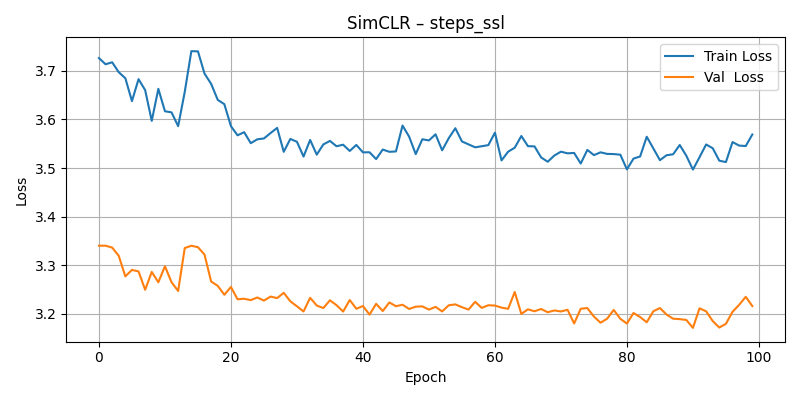 SimCLR – steps_ssl
Train Loss
Val  Loss
Loss
3.7
3.6
3.5
3.4
3.3
3.2
0
20
40
60
80
100
Epoch